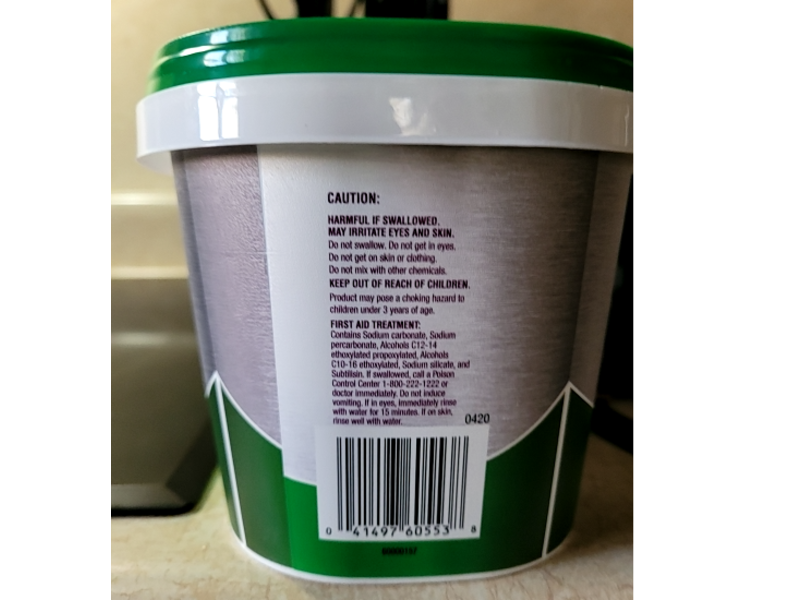 CAUTION:
HARMFUL IF SWALLOWED.
MAY IRRITATE EYES AND SKIN.
Do not swallow. Do not get in eyes.
Do not get on skin or clothing.
Do not mix with other chemicals.
KEEP OUT OF REACH OF CHILDREN.
Product may pose a choking hazard to
children under 3 years of age.
FIRST AID TREATMENT:
Contains Sodium carbonate, Sodium
percarbonate, Alcohols C12-14
ethoxylated propoxylated, Alcohols
C10-16 ethoxylated, Sodium silicate, and
Subtilisin. If swallowed, call a Poison
Control Center 1-800-222-1222 or
doctor immediately. Do not induce
vomiting. If in eyes, immediately rinse
with water for 15 minutes. If on skin,
rinse well with water.
0420
0 41497 60553 8